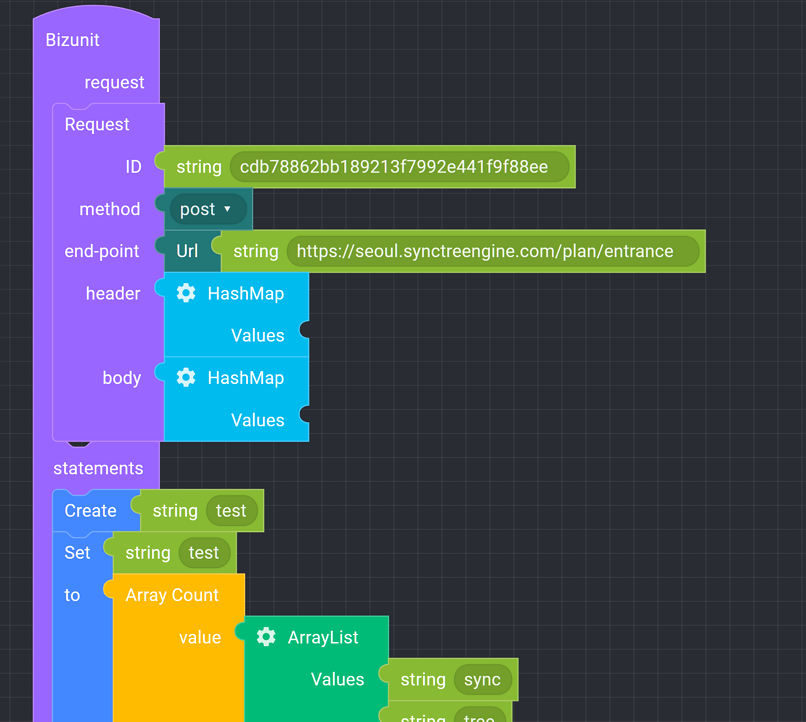 Bizunit
request
Request
ID string cdb78862bb189213f7992e441f9f88ee
method post
end-point Url string https://seoul.synctreengine.com/plan/entrance
header HashMap
Values
body HashMap
Values
statements
Create string test
Set string test
to Array Count
value ArrayList
Values string sync
string tree